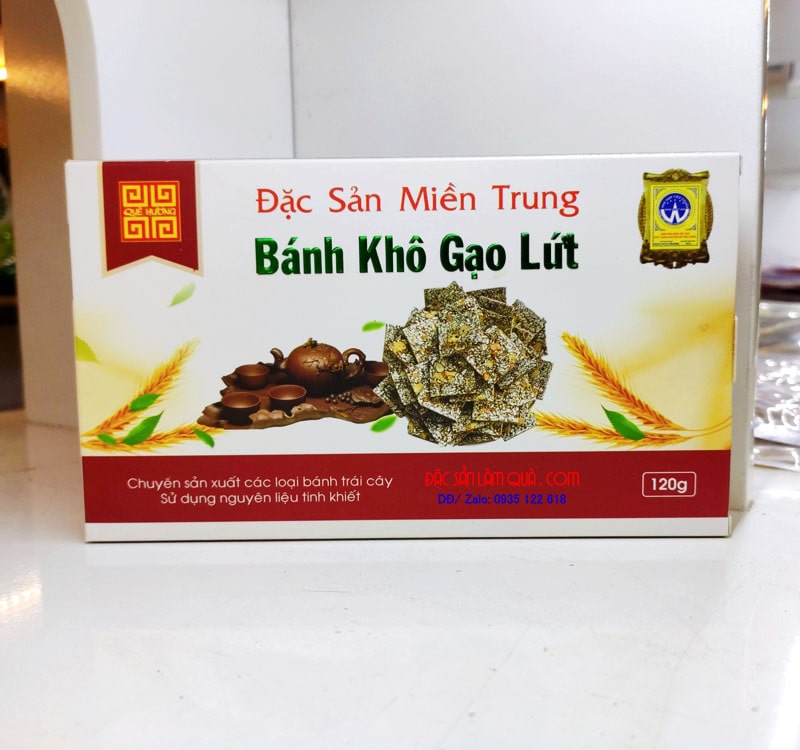 QUÊ HƯƠNG
Đặc Sản Miền Trung
Bánh Khô Gạo Lứt
Chuyên sản xuất các loại bánh trái cây
Sử dụng nguyên liệu tinh khiết
ĐẶC SẢN LÀM QUÀ . COM
DĐ/ Zalo: 0935 122 618
120g